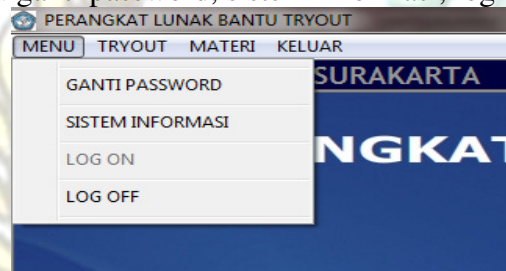 PERANGKAT LUNAK BANTU TRYOUT
MENU TRYOUT MATERI KELUAR
SURAKARTA
GANTI PASSWORD
SISTEM INFORMASI
NGKAT
LOG ON
LOG OFF